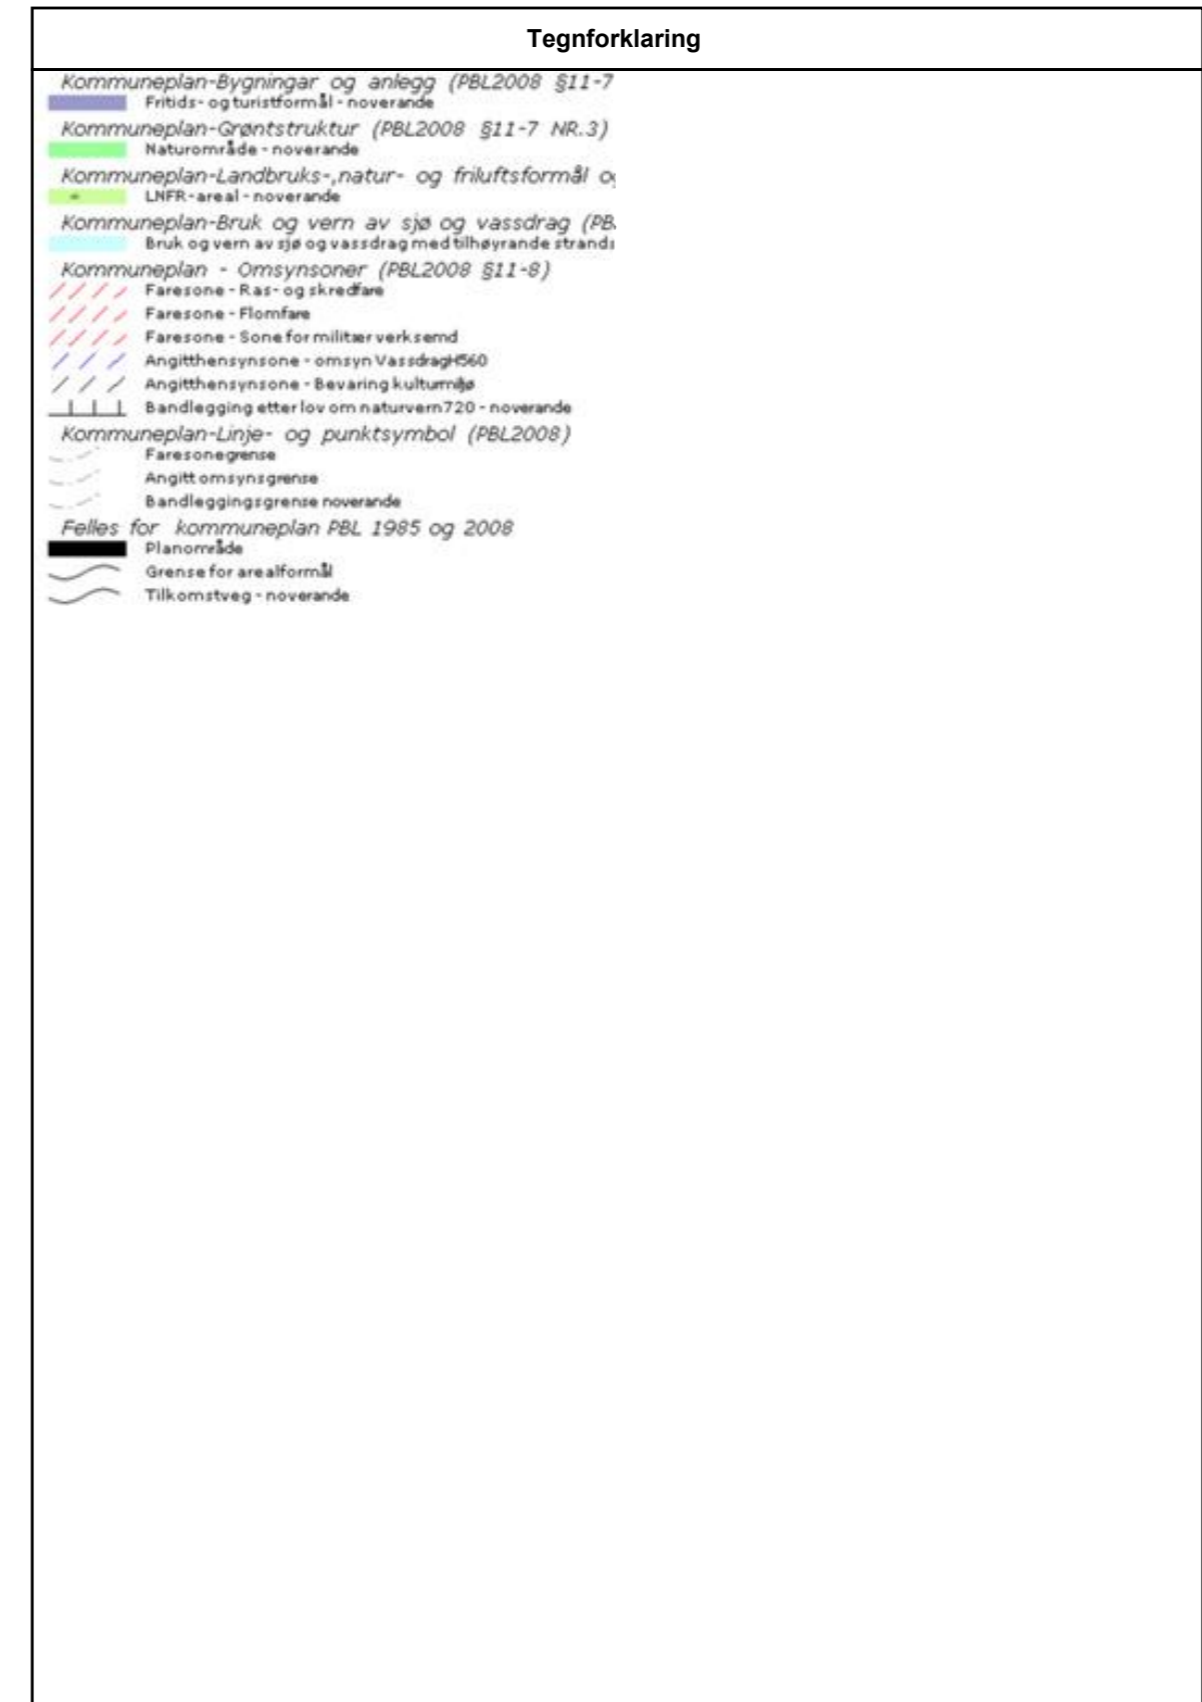 Tegnforklaring
Kommuneplan-Bygningar og anlegg (PBL2008 §11-7
Fritids- og turistformål - noverande
Kommuneplan-Grøntstruktur (PBL2008 §11-7 NR.3)
Naturområde - noverande
Kommuneplan-Landbruks-,natur- og friluftsformål og
LNFR-areal - noverande
Kommuneplan-Bruk og vern av sjø og vassdrag (PB
Bruk og vern av sjø og vassdrag med tilhøyrande strands
Kommuneplan - Omsynsoner (PBL2008 §11-8)
Faresone - Ras- og skredfare
Faresone - Flomfare
Faresone - Sone for militær verksemd
Angitthensynsone - omsyn VassdragH560
Angitthensynsone - Bevaring kulturmiljø
Bandlegging etter lov om naturvern720 - noverande
Kommuneplan-Linje- og punktsymbol (PBL2008)
Faresonegrense
Angitt omsynsgrense
Bandleggingsgrense noverande
Felles for kommuneplan PBL 1985 og 2008
Planområde
Grense for arealformål
Tilkomstveg - noverande